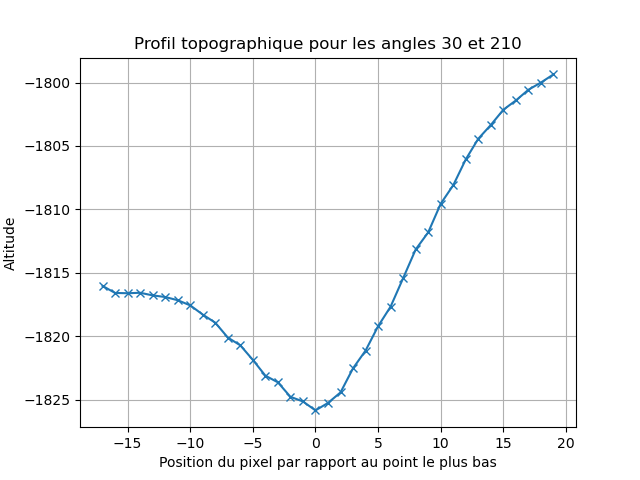 Profil topographique pour les angles 30 et 210
Altitude
−1800
−1805
−1810
−1815
−1820
−1825
−15 −10 −5 0 5 10 15 20
Position du pixel par rapport au point le plus bas